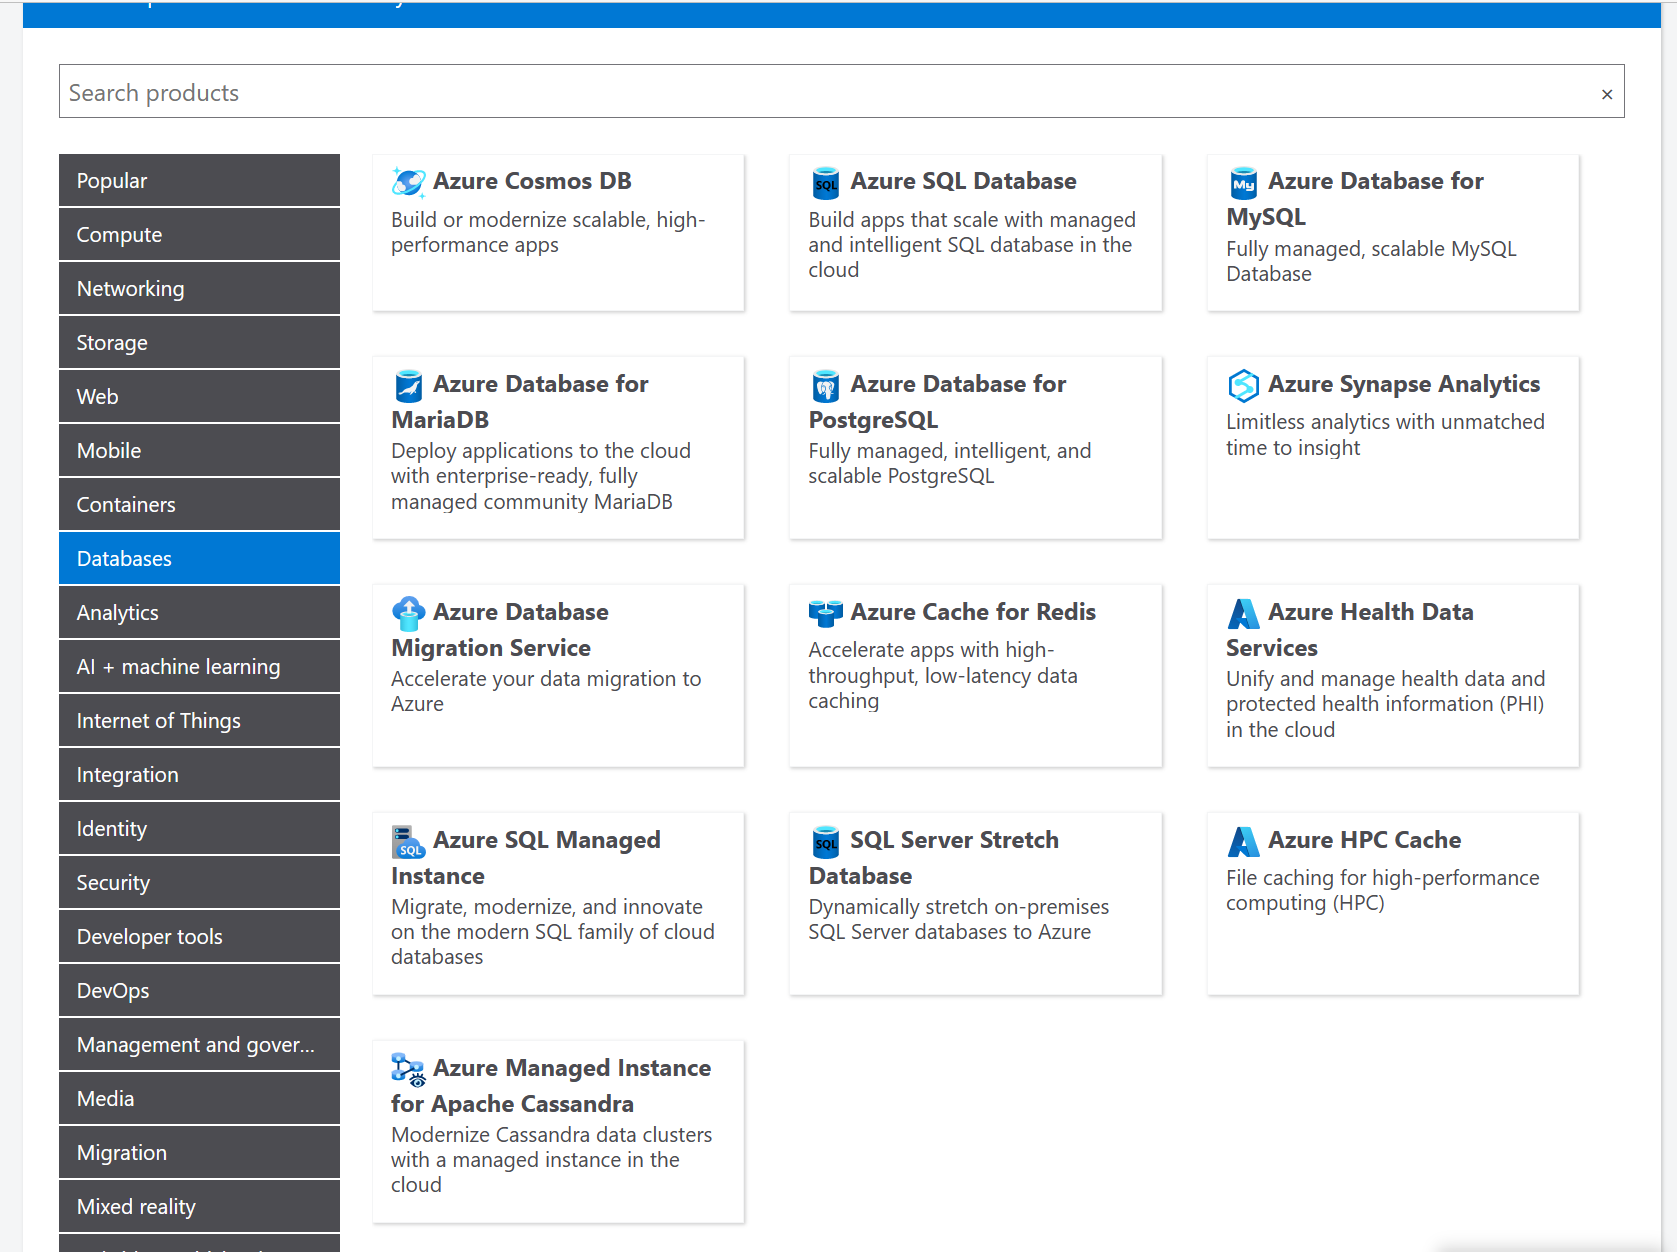 Search products
×
Popular
Compute
Networking
Storage
Web
Mobile
Containers
Databases
Analytics
AI + machine learning
Internet of Things
Integration
Identity
Security
Developer tools
DevOps
Management and gover...
Media
Migration
Mixed reality
Azure Cosmos DB
Build or modernize scalable, high-
performance apps
SQL
Azure SQL Database
Build apps that scale with managed
and intelligent SQL database in the
cloud
My
Azure Database for
MySQL
Fully managed, scalable MySQL
Database
Azure Database for
MariaDB
Deploy applications to the cloud
with enterprise-ready, fully
managed community MariaDB
Azure Database for
PostgreSQL
Fully managed, intelligent, and
scalable PostgreSQL
Azure Synapse Analytics
Limitless analytics with unmatched
time to insight
Azure Database
Migration Service
Accelerate your data migration to
Azure
Azure Cache for Redis
Accelerate apps with high-
throughput, low-latency data
caching
Azure Health Data
Services
Unify and manage health data and
protected health information (PHI)
in the cloud
SQL
Azure SQL Managed
Instance
Migrate, modernize, and innovate
on the modern SQL family of cloud
databases
SQL
SQL Server Stretch
Database
Dynamically stretch on-premises
SQL Server databases to Azure
Azure HPC Cache
File caching for high-performance
computing (HPC)
Azure Managed Instance
for Apache Cassandra
Modernize Cassandra data clusters
with a managed instance in the
cloud